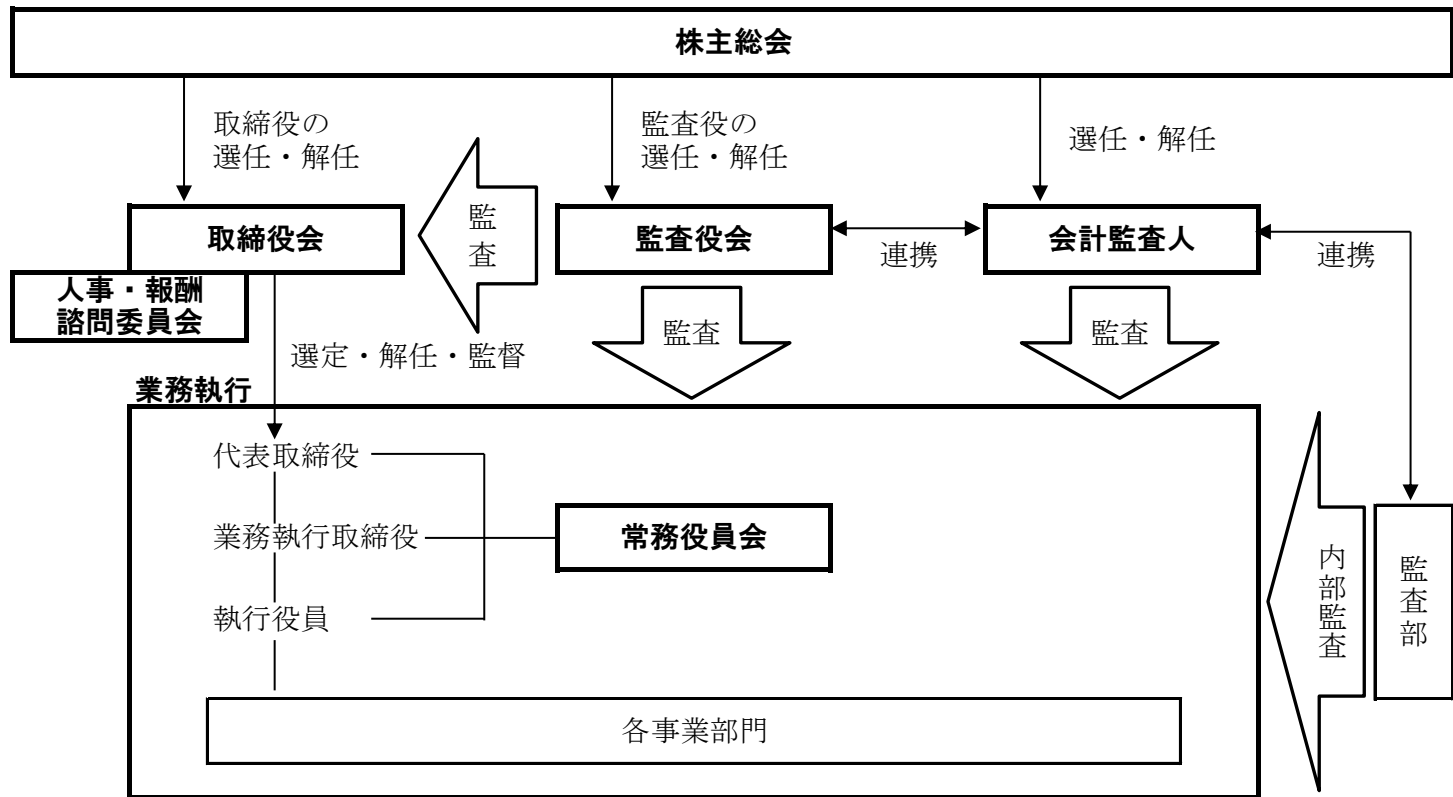 株主総会
取締役の
選任・解任
監査役の
選任・解任
選任・解任
取締役会
監査
監査役会
連携
会計監査人
連携
人事・報酬
諮問委員会
監査
監査
選定・解任・監督
業務執行
代表取締役
業務執行取締役
常務役員会
執行役員
内部監査
監査部
各事業部門